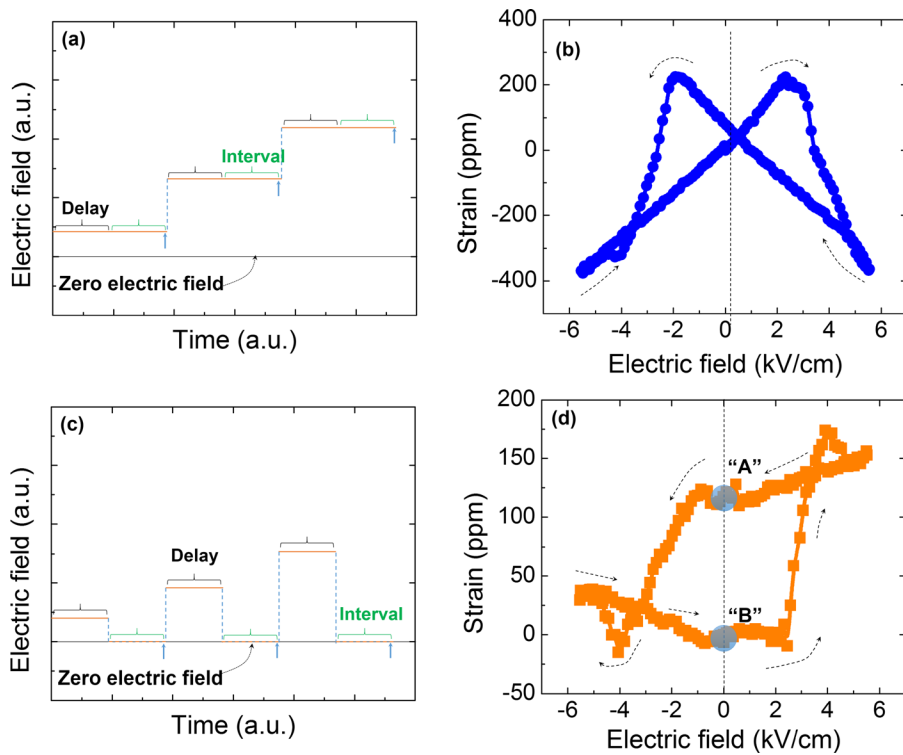 (a)
Electric field (a.u.)
Delay
Interval
Zero electric field
Time (a.u.)
(b)
Strain (ppm)
400
200
0
-200
-400
-6 -4 -2 0 2 4 6
Electric field (kV/cm)
(c)
Electric field (a.u.)
Delay
Interval
Zero electric field
Time (a.u.)
(d)
Strain (ppm)
200
150
100
50
0
-50
"A"
"B"
-6 -4 -2 0 2 4 6
Electric field (kV/cm)